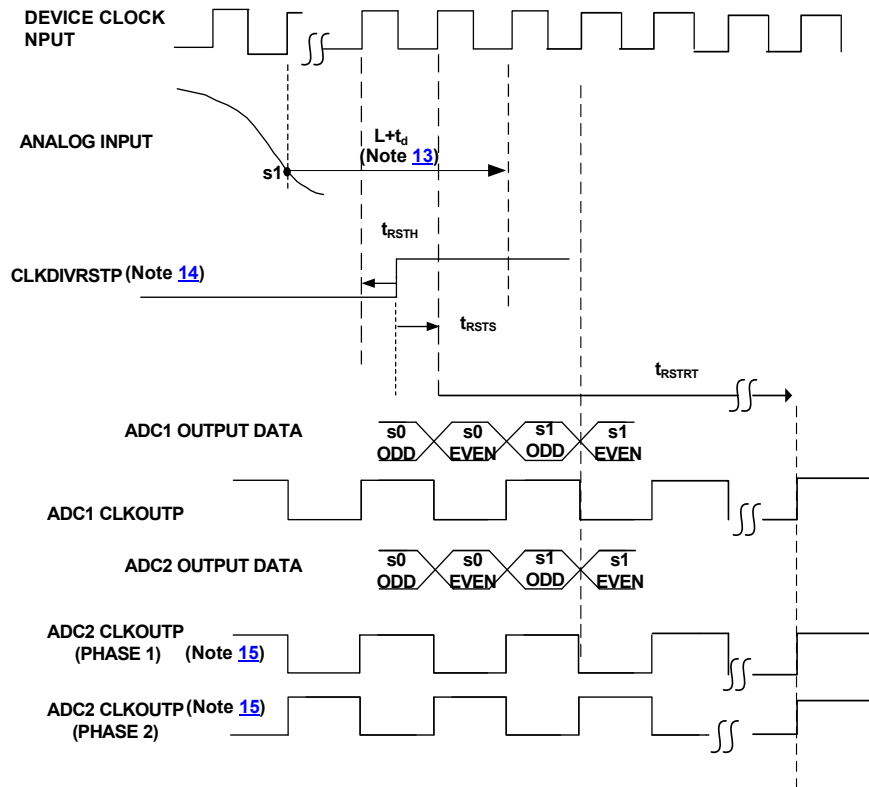 DEVICE CLOCK
NPUT
ANALOG INPUT
s1
L+td
(Note 13)
tRSTH
CLKDIVRSTP (Note 14)
tRSTS
tRSTRT
ADC1 OUTPUT DATA
s0 s0 s1 s1
ODD EVEN ODD EVEN
ADC1 CLKOUTP
ADC2 OUTPUT DATA
s0 s0 s1 s1
ODD EVEN ODD EVEN
ADC2 CLKOUTP
(PHASE 1) (Note 15)
ADC2 CLKOUTP (Note 15)
(PHASE 2)